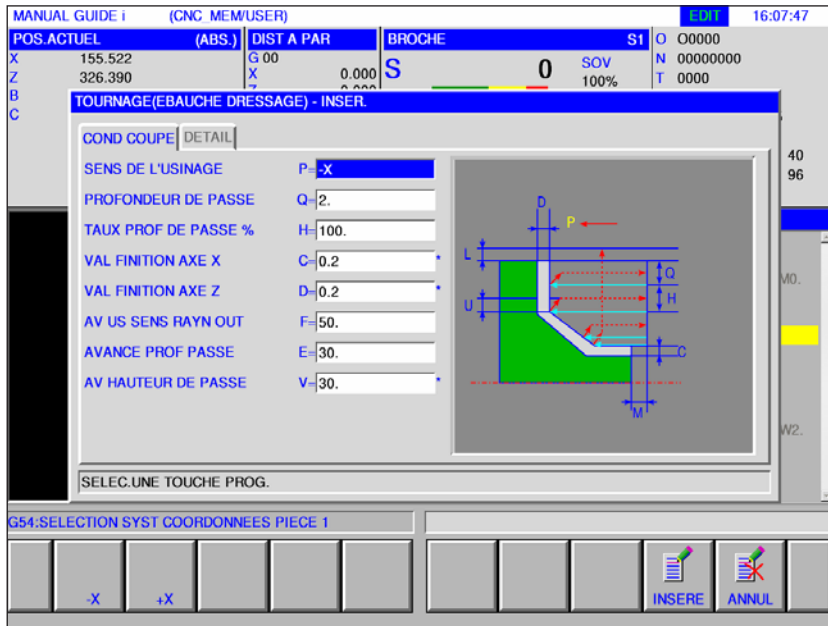 MANUAL GUIDE i (CNC_MEM/USER) EDIT 16:07:47
POS.ACTUEL (ABS.) DIST A PAR BROCHE S1 O O0000
X 155.522 G 00 S 0 SOV 100% N 00000000
Z 326.390 X 0.000 T 0000
B
C
TOURNAGE(EBAUCHE DRESSAGE) - INSER.
COND COUPE DETAIL
SENS DE L'USINAGE P=-X
PROFONDEUR DE PASSE Q=2.
TAUX PROF DE PASSE % H=100.
VAL FINITION AXE X C=0.2 *
VAL FINITION AXE Z D=0.2 *
AV US SENS RAYN OUT F=50.
AVANCE PROF PASSE E=30.
AV HAUTEUR DE PASSE V=30. *
D
P
L
Q
U
H
C
M
40
96
M0.
W2.
SELEC.UNE TOUCHE PROG.
G54:SELECTION SYST COORDONNEES PIECE 1
-X +X INSERE ANNUL